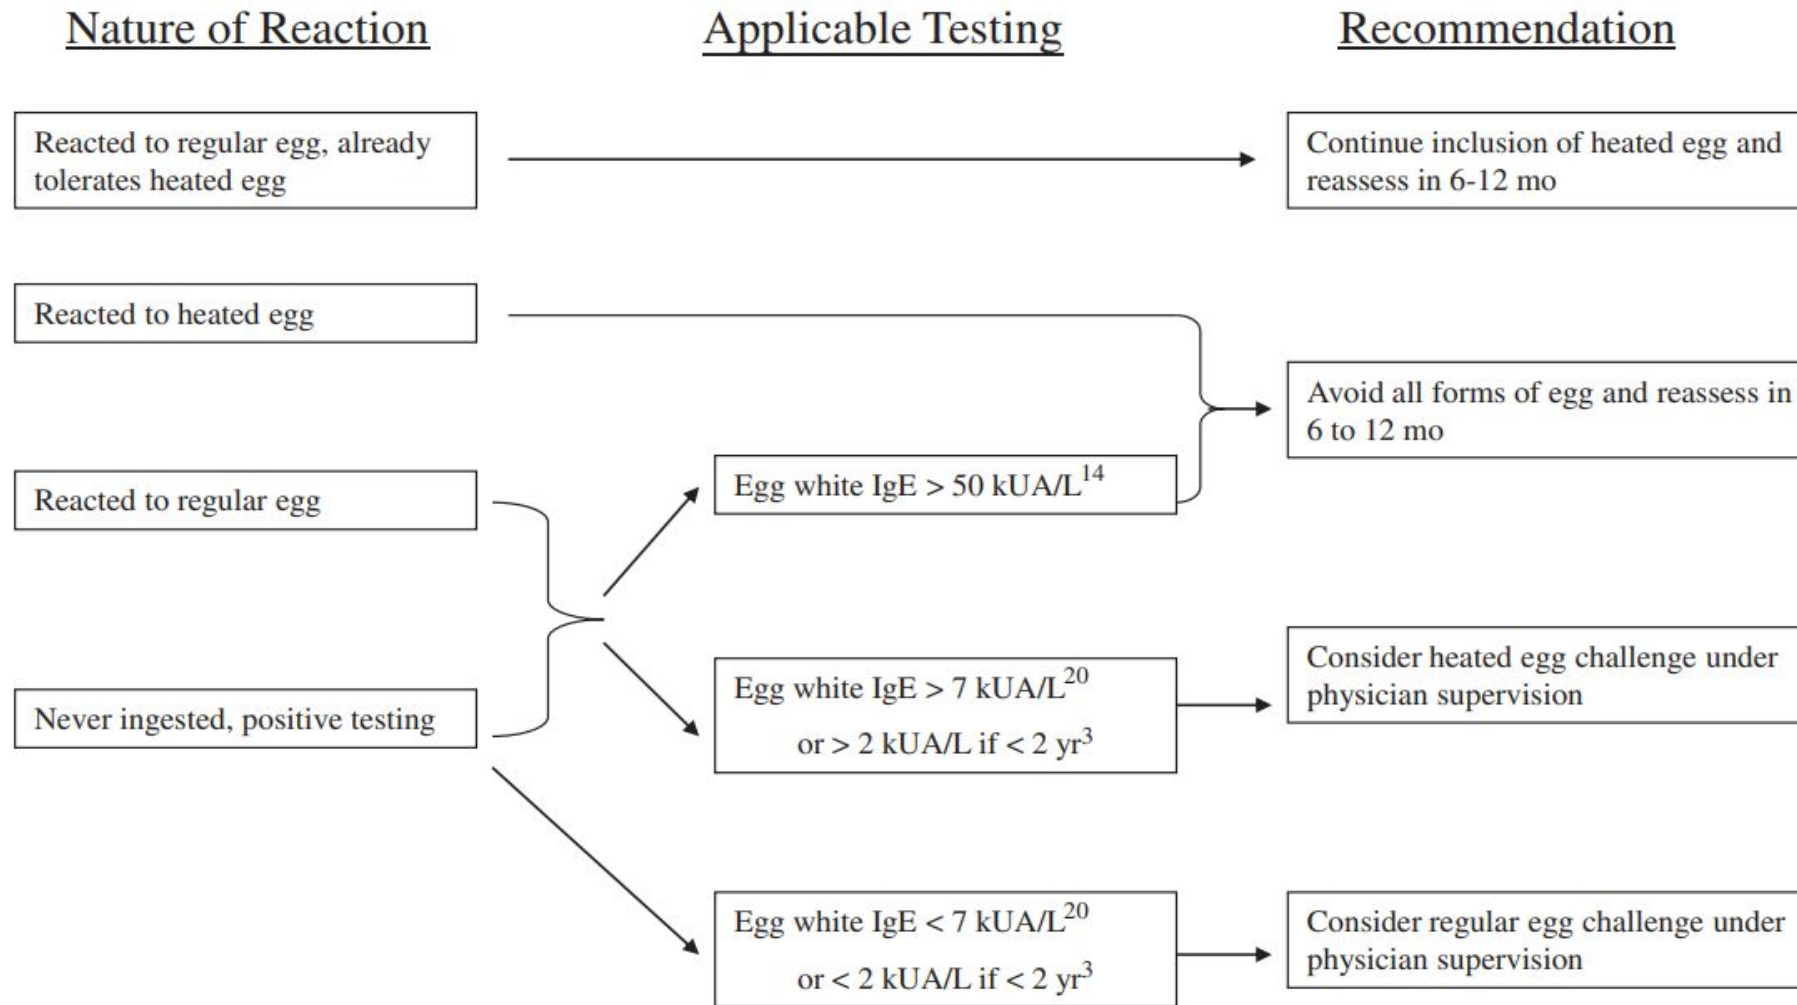 Nature of Reaction
Applicable Testing
Recommendation
Reacted to regular egg, already
tolerates heated egg
Continue inclusion of heated egg and
reassess in 6-12 mo
Reacted to heated egg
Avoid all forms of egg and reassess in
6 to 12 mo
Reacted to regular egg
Egg white IgE > 50 kUA/L14
Never ingested, positive testing
Egg white IgE > 7 kUA/L20
or > 2 kUA/L if < 2 yr3
Consider heated egg challenge under
physician supervision
Egg white IgE < 7 kUA/L20
or < 2 kUA/L if < 2 yr3
Consider regular egg challenge under
physician supervision